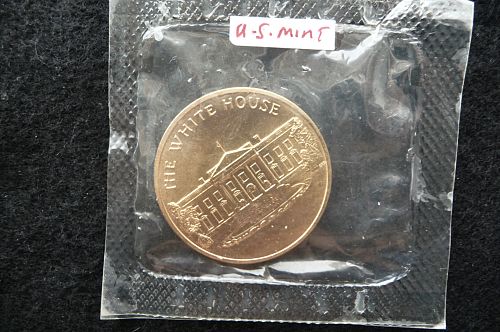 U.S. MINT
THE WHITE HOUSE